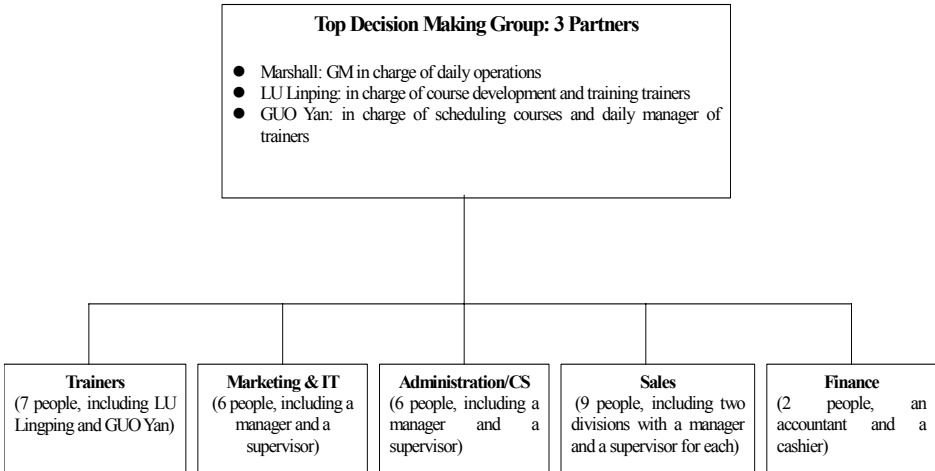 Top Decision Making Group: 3 Partners
● Marshall: GM in charge of daily operations
● LU Linping: in charge of course development and training trainers
● GUO Yan: in charge of scheduling courses and daily manager of
trainers
Trainers
(7 people, including LU
Lingping and GUO Yan)
Marketing & IT
(6 people, including a
manager and a
supervisor)
Administration/CS
(6 people, including a
manager and a
supervisor)
Sales
(9 people, including two
divisions with a manager
and a supervisor for each)
Finance
(2 people, an
accountant and a
cashier)